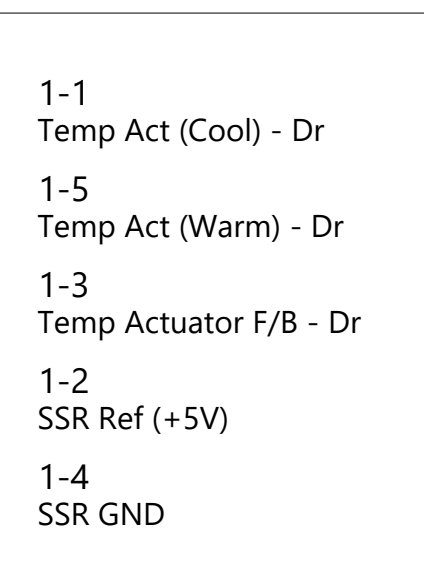 1-1
Temp Act (Cool) - Dr
1-5
Temp Act (Warm) - Dr
1-3
Temp Actuator F/B - Dr
1-2
SSR Ref (+5V)
1-4
SSR GND